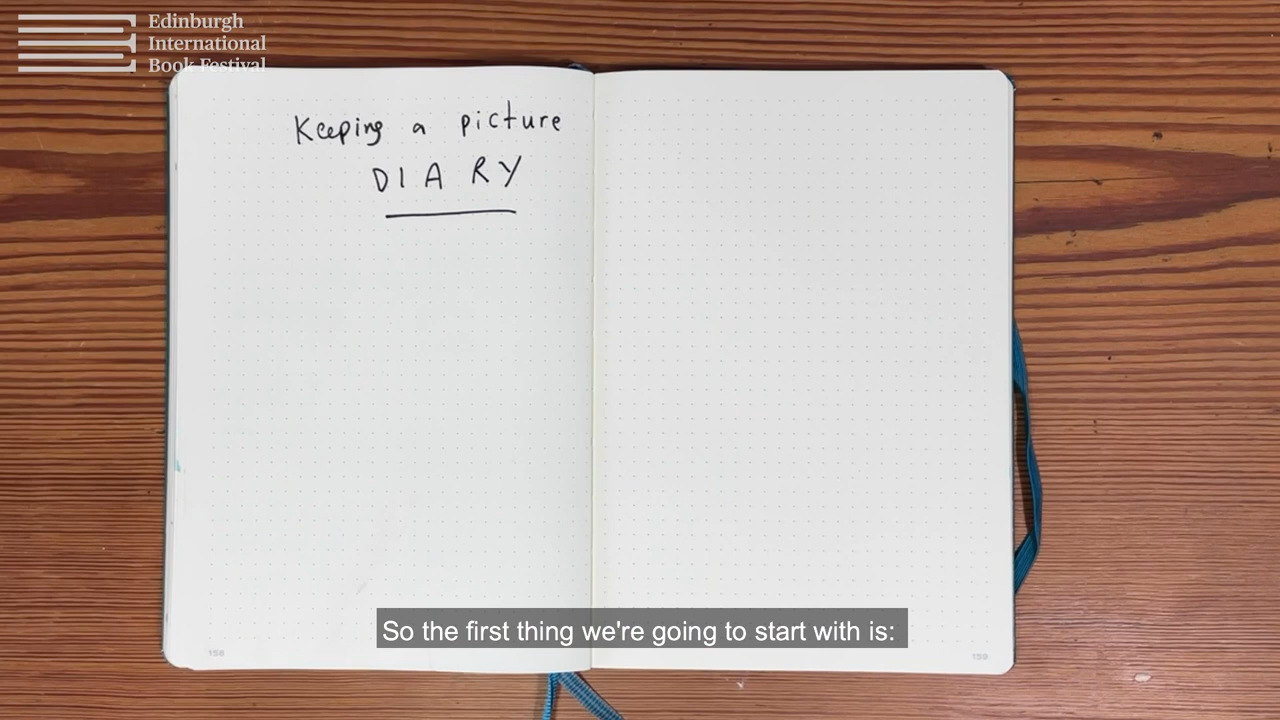 Edinburgh
International
Book Festival
Keeping a picture
DIARY
So the first thing we're going to start with is:
158
159